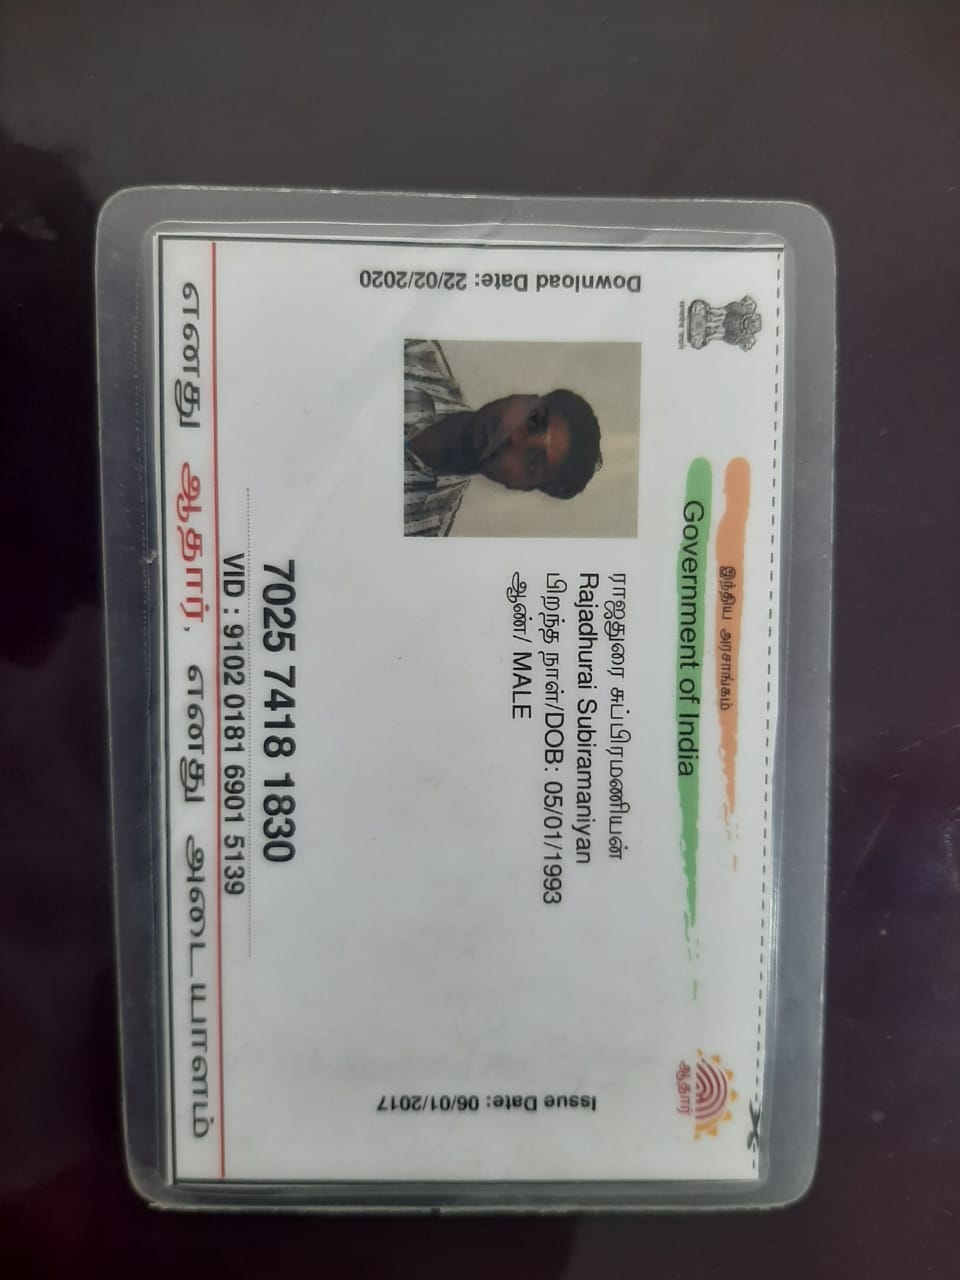 இந்திய அரசாங்கம்
Government of India
Download Date: 22/02/2020
ராஜதுரை சுப்பிரமணியன்
Rajadhurai Subiramaniyan
பிறந்த நாள்/DOB: 05/01/1993
ஆண்/ MALE
Issue Date: 06/01/2017
ஆதார்
7025 7418 1830
VID : 9102 0181 6901 5139
எனது ஆதார், எனது அடையாளம்